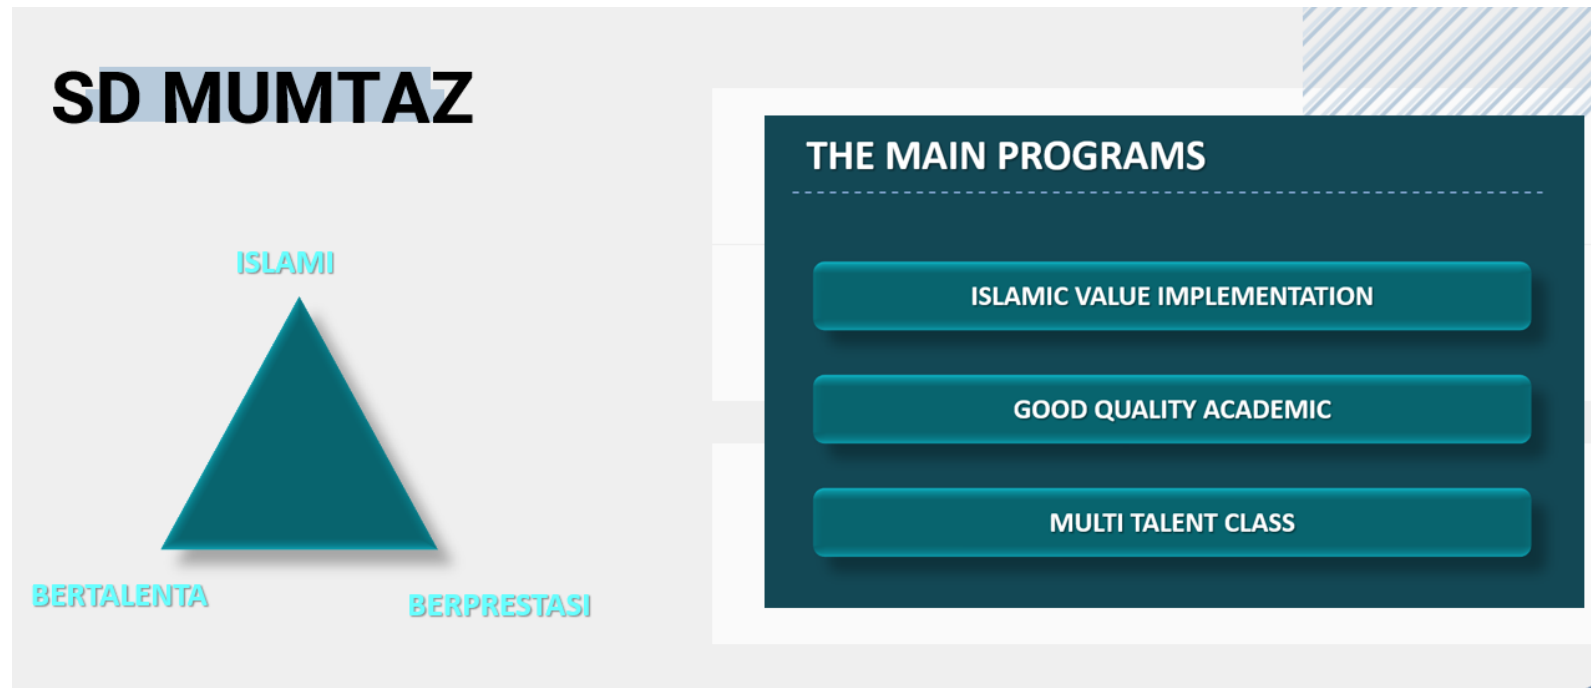 SD MUMTAZ
ISLAMI
BERTALENTA
BERPRESTASI
THE MAIN PROGRAMS
ISLAMIC VALUE IMPLEMENTATION
GOOD QUALITY ACADEMIC
MULTI TALENT CLASS